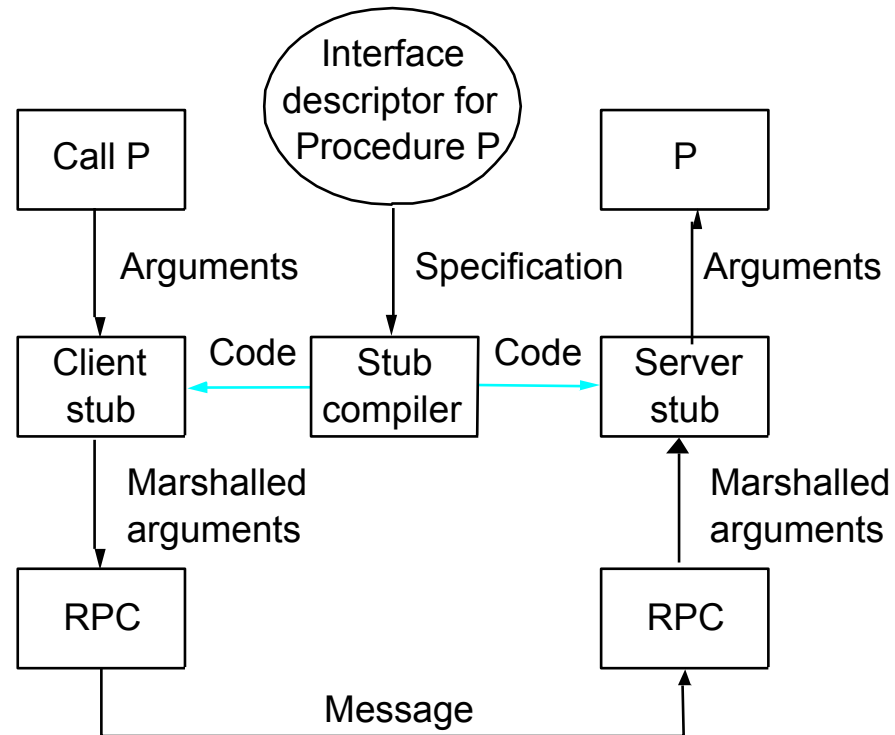 Interface
descriptor for
Procedure P
Call P
P
Arguments
Specification
Arguments
Client
stub
Code
Stub
compiler
Code
Server
stub
Marshalled
arguments
Marshalled
arguments
RPC
RPC
Message